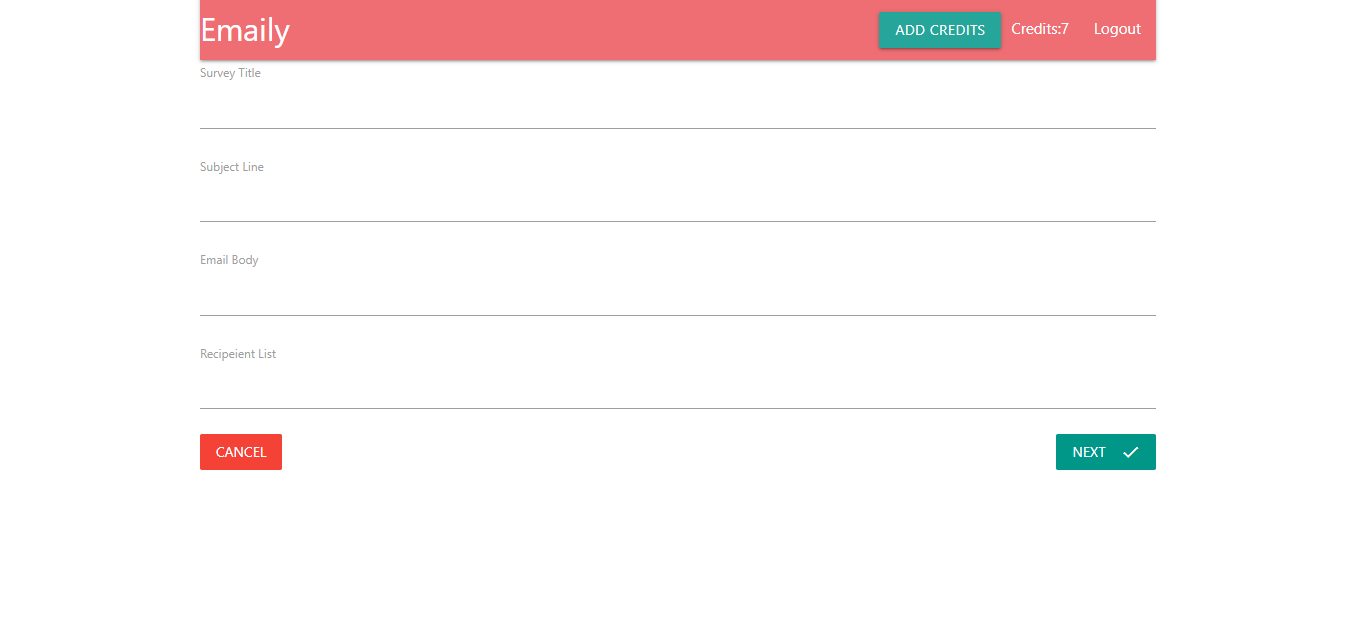 Emaily
ADD CREDITS Credits:7 Logout
Survey Title
Subject Line
Email Body
Recipeient List
CANCEL NEXT